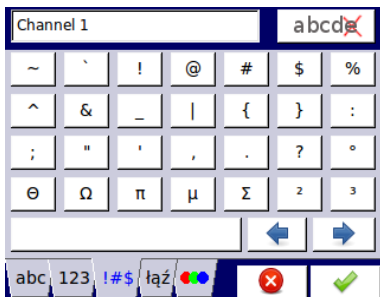 Channel 1 abcde
~ ` ! @ # $ %
^ & _ | { } :
; " ' , . ? °
Θ Ω π µ Σ ² ³
abc 123 !#$ łąź